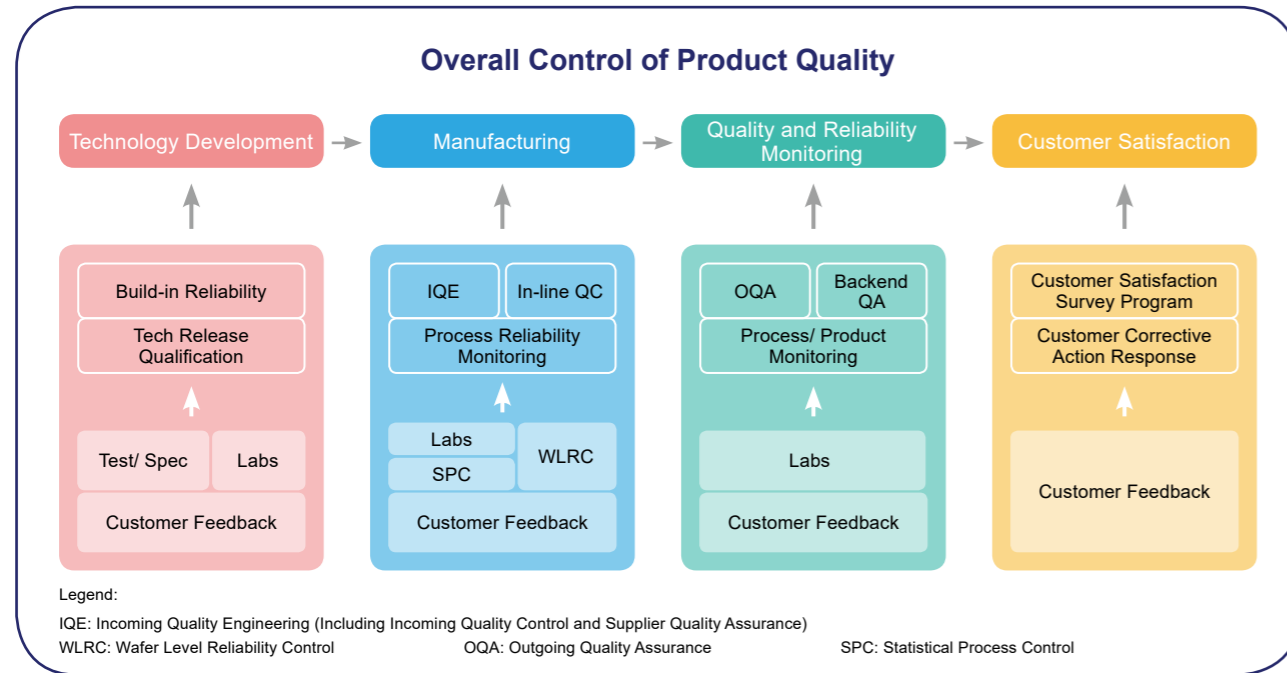 Overall Control of Product Quality
Technology Development
Manufacturing
Quality and Reliability
Monitoring
Customer Satisfaction
Build-in Reliability
Tech Release
Qualification
Test/ Spec
Labs
Customer Feedback
IQE
In-line QC
Process Reliability
Monitoring
Labs
SPC
WLRC
Customer Feedback
OQA
Backend
QA
Process/ Product
Monitoring
Labs
Customer Feedback
Customer Satisfaction
Survey Program
Customer Corrective
Action Response
Customer Feedback
Legend:
IQE: Incoming Quality Engineering (Including Incoming Quality Control and Supplier Quality Assurance)
WLRC: Wafer Level Reliability Control OQA: Outgoing Quality Assurance SPC: Statistical Process Control